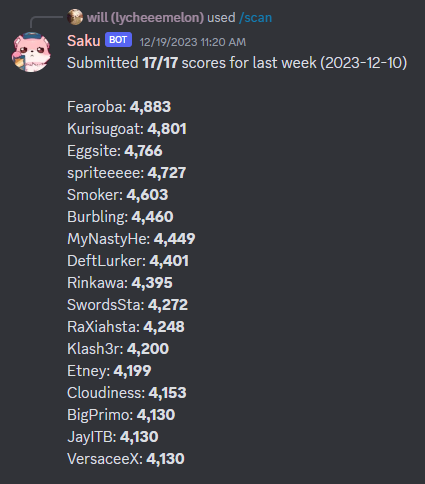 will (lycheeemelon) used /scan
Saku BOT 12/19/2023 11:20 AM
Submitted 17/17 scores for last week (2023-12-10)
Fearoba: 4,883
Kurisugoat: 4,801
Eggsite: 4,766
spriteeeee: 4,727
Smoker: 4,603
Burbling: 4,460
MyNastyHe: 4,449
DeftLurker: 4,401
Rinkawa: 4,395
SwordsSta: 4,272
RaXiahsta: 4,248
Klash3r: 4,200
Etney: 4,199
Cloudiness: 4,153
BigPrimo: 4,130
JayITB: 4,130
VersaceeX: 4,130